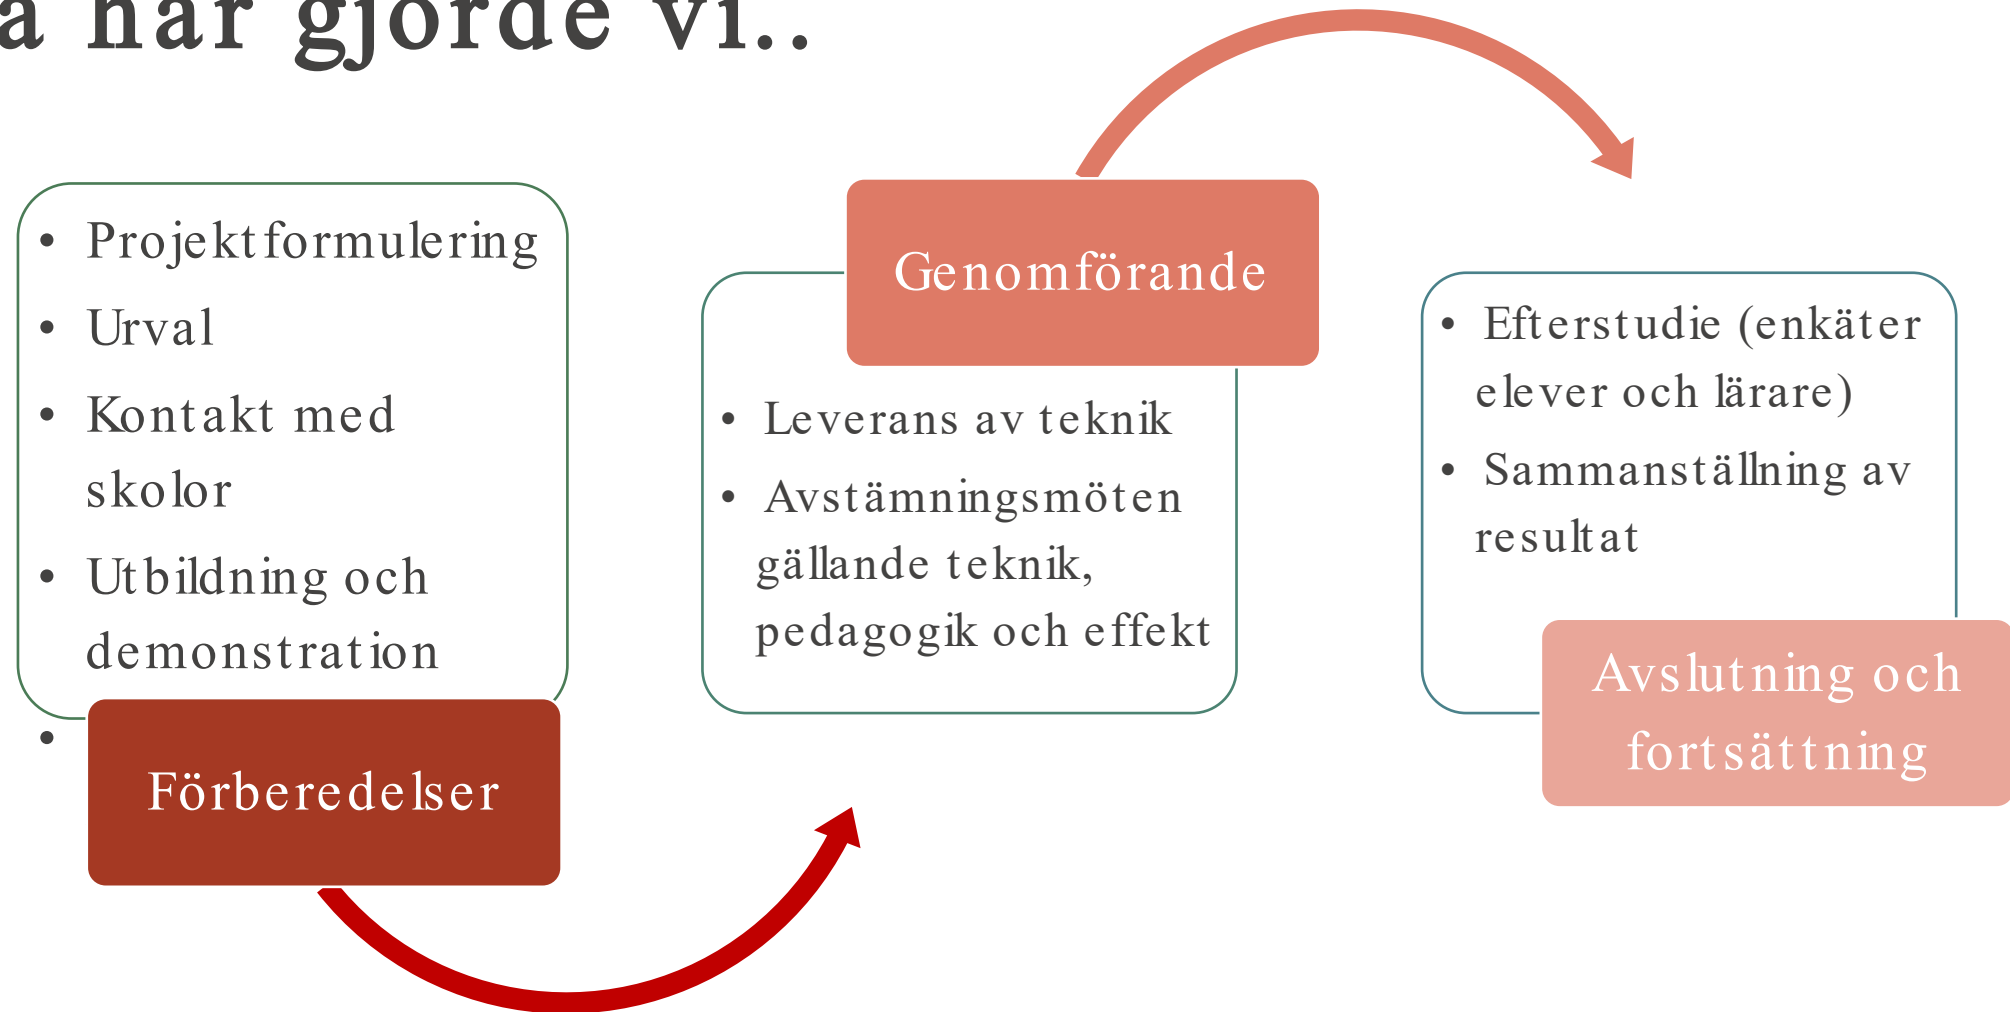 har gjorde vi..
• Projektformulering
• Urval
• Kontakt med
skolor
• Utbildning och
demonstration
•
Förberedelser
Genomförande
• Leverans av teknik
• Avstämningsmöten
gällande teknik,
pedagogik och effekt
• Efterstudie (enkäter
elever och lärare)
• Sammanställning av
resultat
Avslutning och
fortsättning